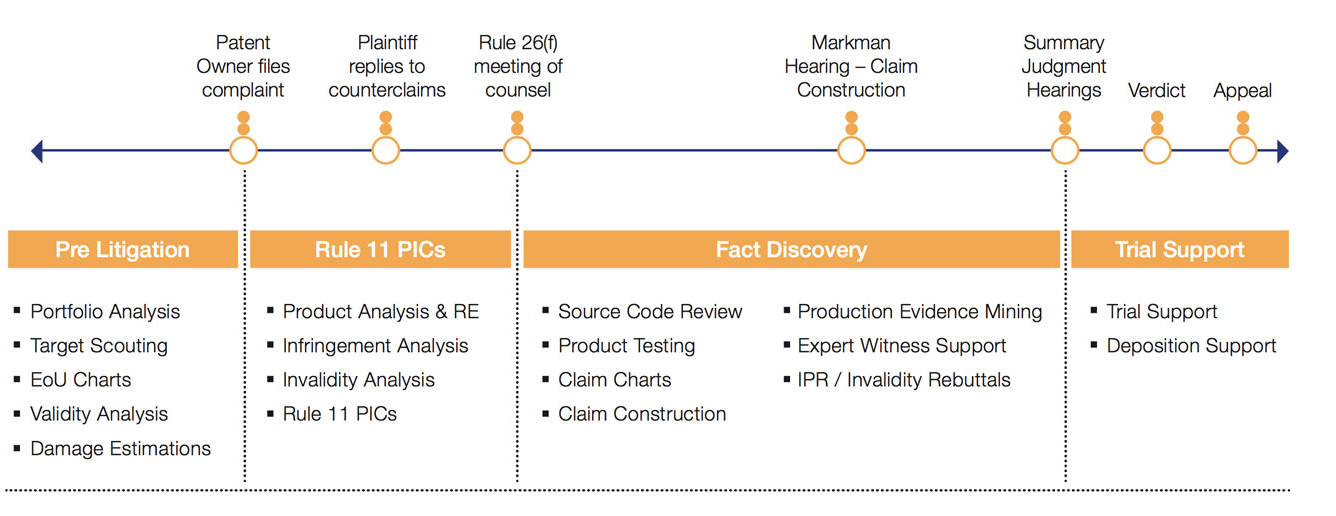 Patent
Owner files
complaint
Plaintiff
replies to
counterclaims
Rule 26(f)
meeting of
counsel
Markman
Hearing – Claim
Construction
Summary
Judgment
Hearings
Verdict
Appeal
Pre Litigation
▪ Portfolio Analysis
▪ Target Scouting
▪ EoU Charts
▪ Validity Analysis
▪ Damage Estimations
Rule 11 PICs
▪ Product Analysis & RE
▪ Infringement Analysis
▪ Invalidity Analysis
▪ Rule 11 PICs
Fact Discovery
▪ Source Code Review
▪ Product Testing
▪ Claim Charts
▪ Claim Construction
▪ Production Evidence Mining
▪ Expert Witness Support
▪ IPR / Invalidity Rebuttals
Trial Support
▪ Trial Support
▪ Deposition Support